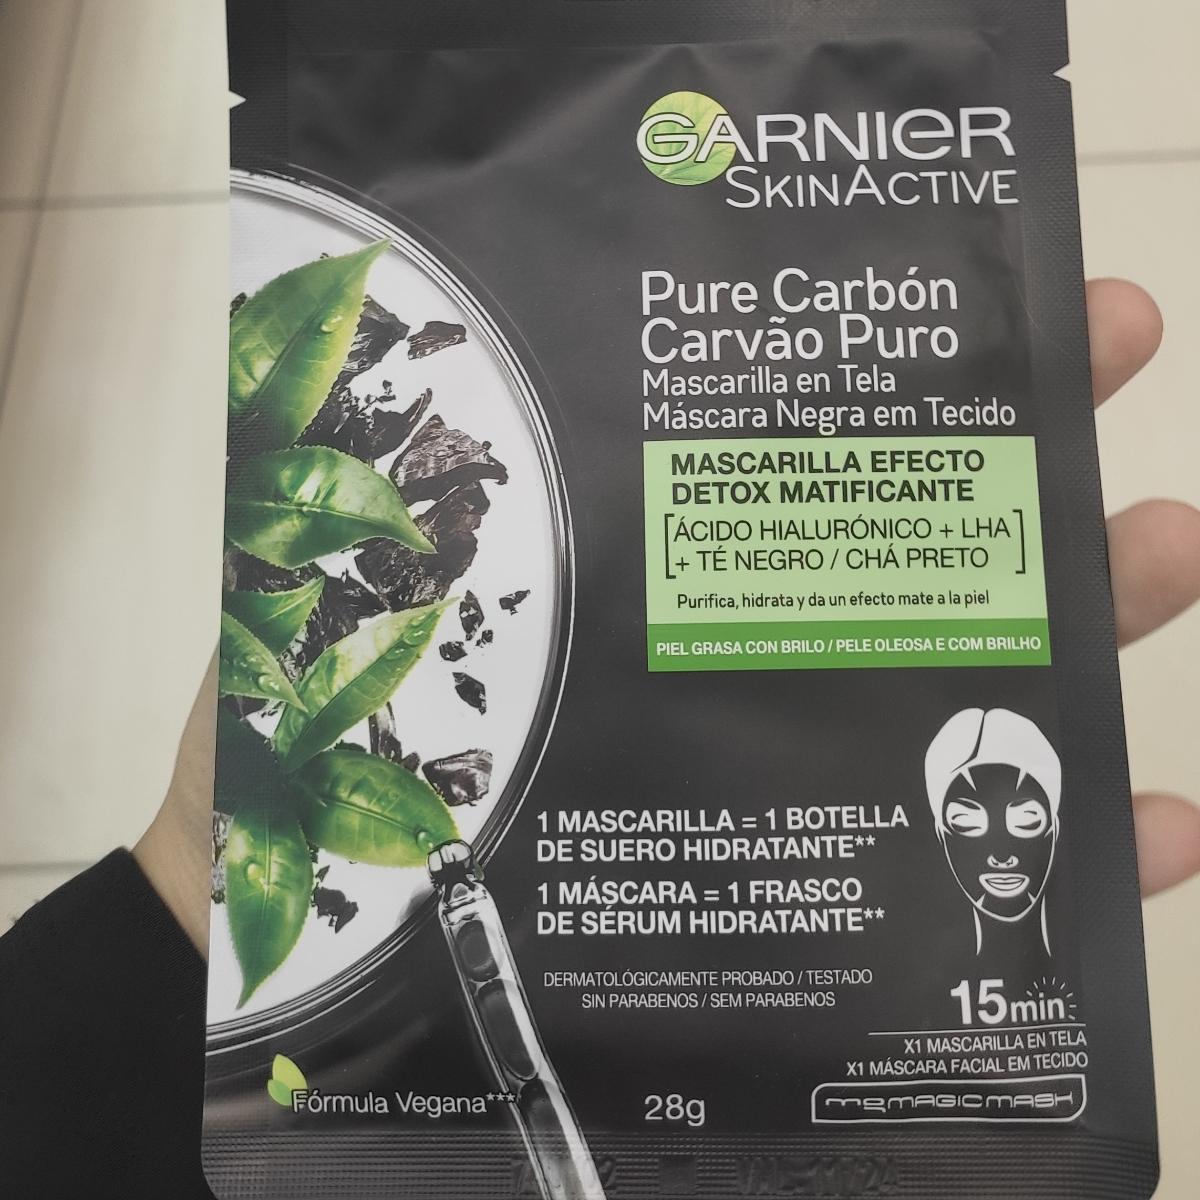 GARNIER
SKINACTIVE
Pure Carbón
Carvão Puro
Mascarilla en Tela
Máscara Negra em Tecido
MASCARILLA EFECTO
DETOX MATIFICANTE
[ÁCIDO HIALURÓNICO + LHA
+ TÉ NEGRO / CHÁ PRETO]
Purifica, hidrata y da un efecto mate a la piel
PIEL GRASA CON BRILO / PELE OLEOSA E COM BRILHO
1 MASCARILLA = 1 BOTELLA
DE SUERO HIDRATANTE**
1 MÁSCARA = 1 FRASCO
DE SÉRUM HIDRATANTE**
DERMATOLÓGICAMENTE PROBADO / TESTADO
SIN PARABENOS / SEM PARABENOS
15min
X1 MASCARILLA EN TELA
X1 MÁSCARA FACIAL EM TECIDO
Fórmula Vegana***
28g
MAGIC MASK